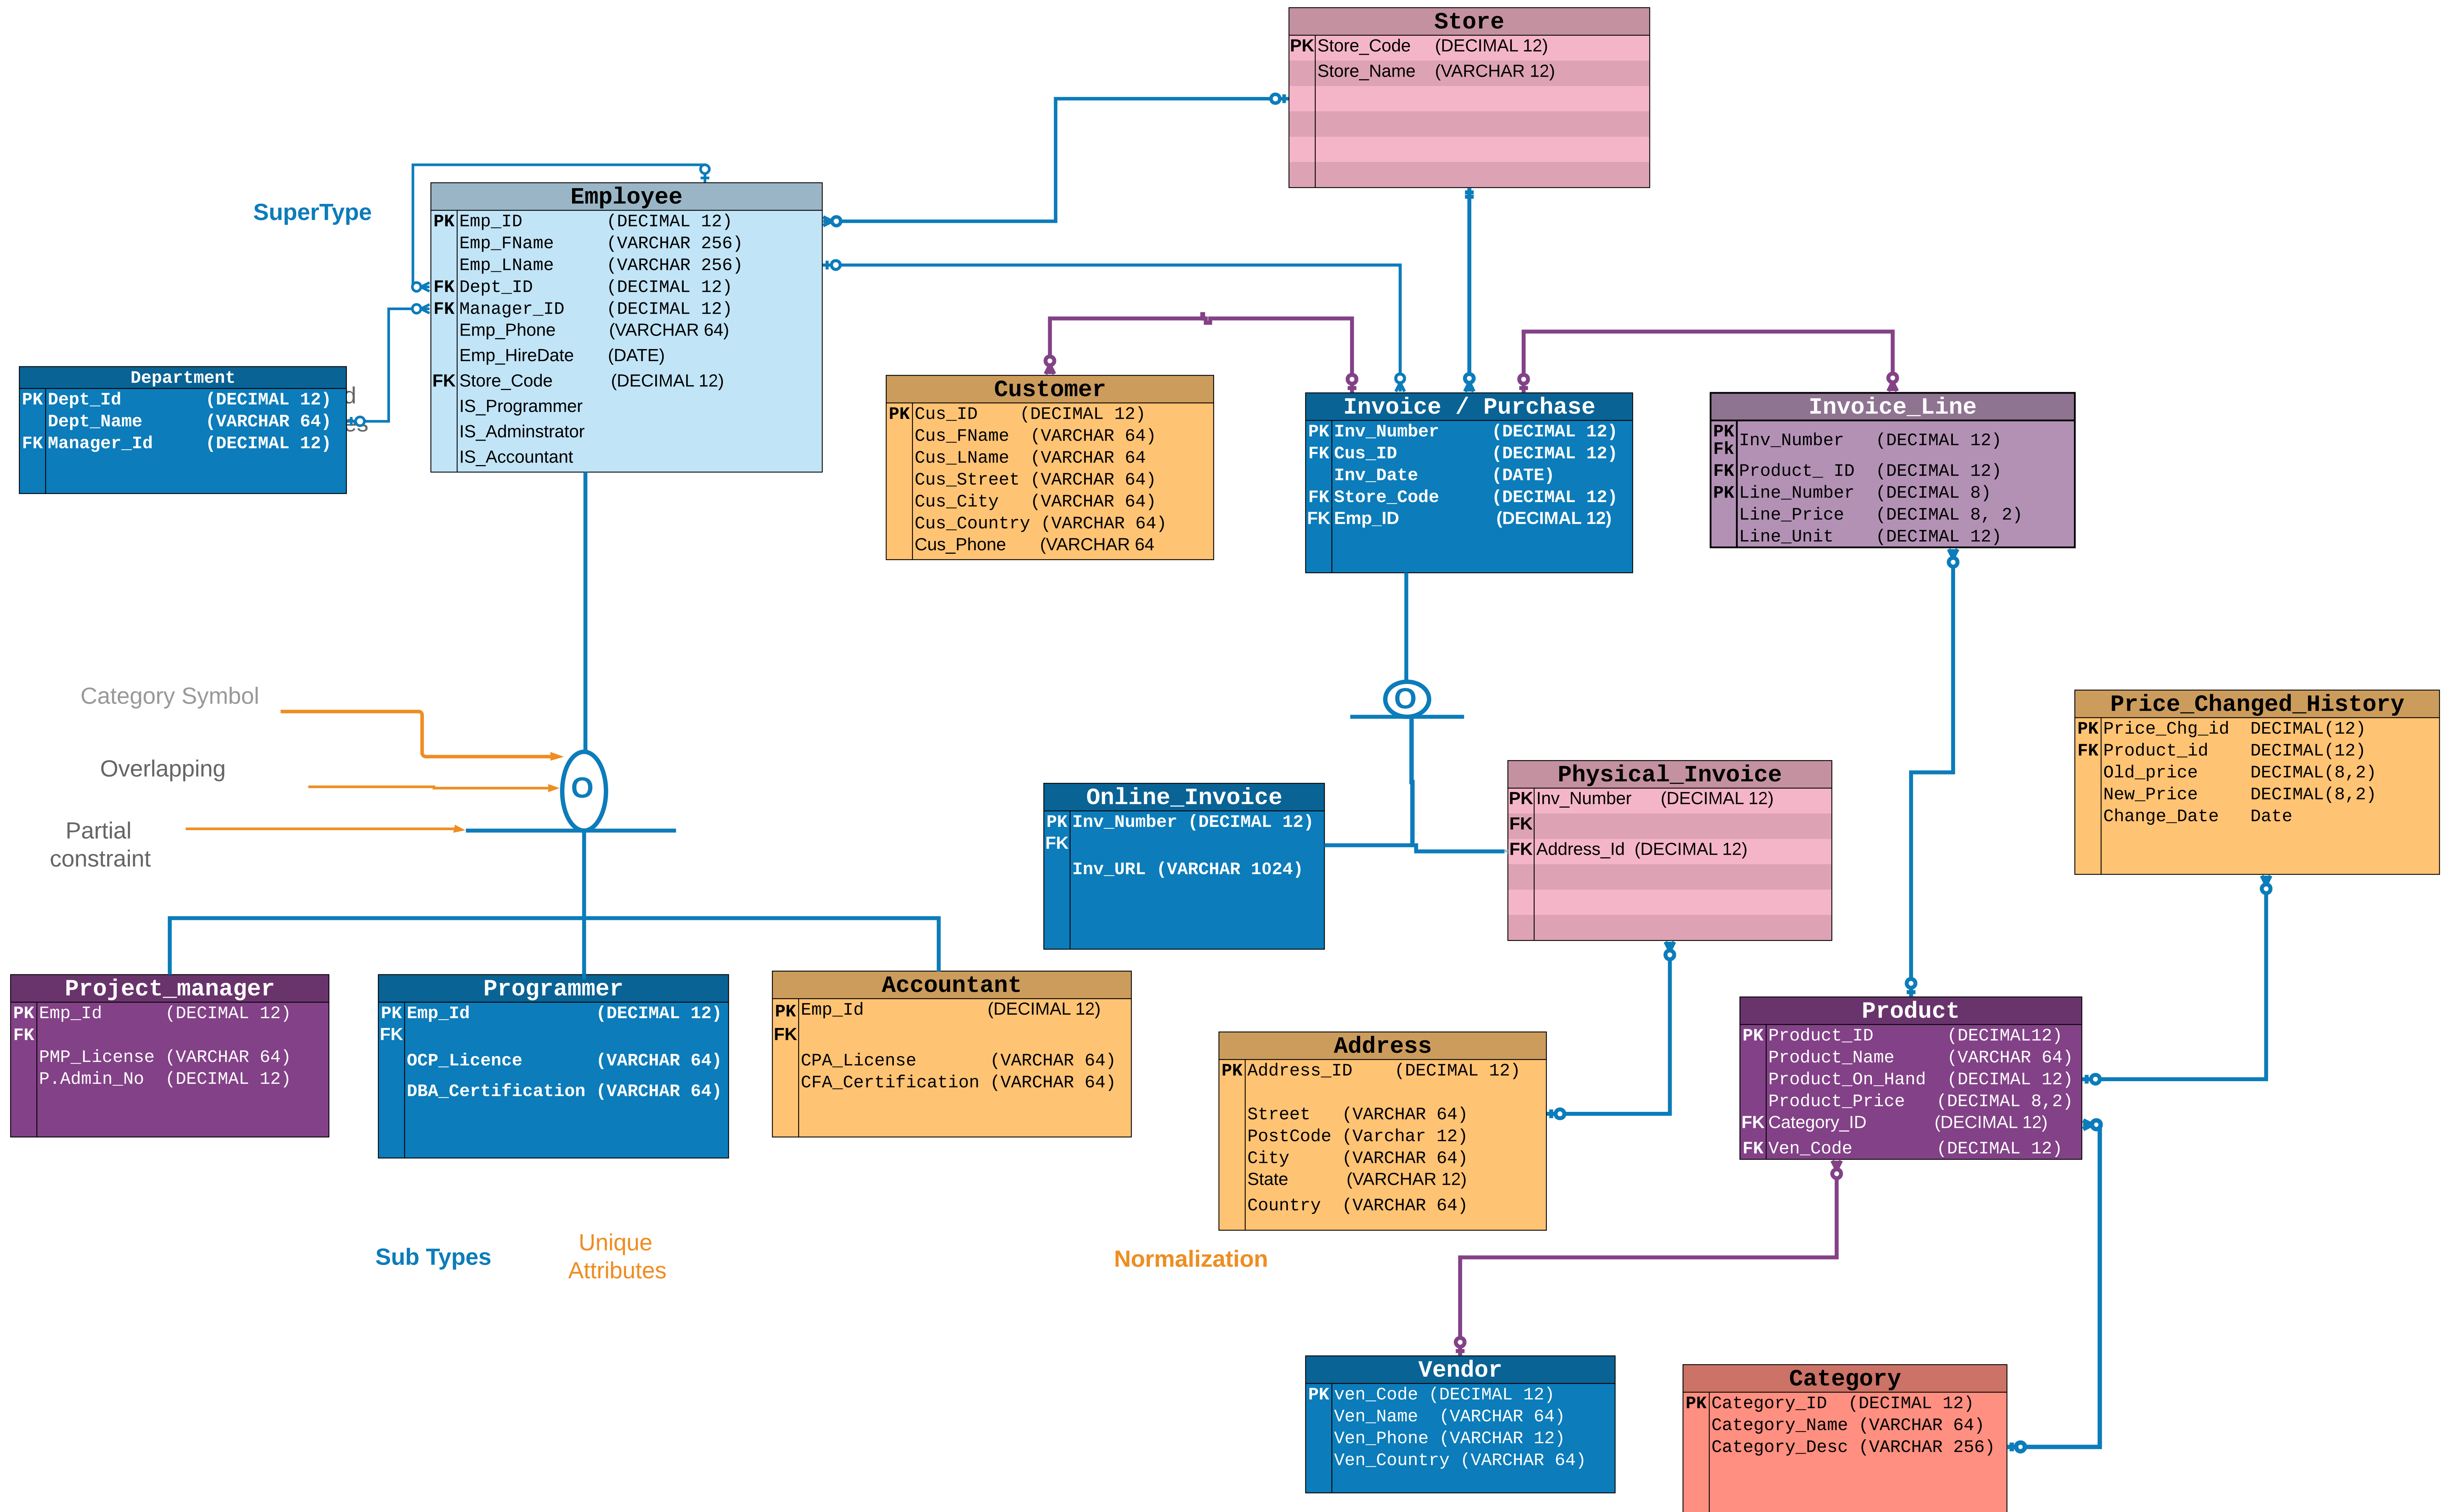 Store
PK Store_Code (DECIMAL 12)
Store_Name (VARCHAR 12)
SuperType
Employee
PK Emp_ID (DECIMAL 12)
Emp_FName (VARCHAR 256)
Emp_LName (VARCHAR 256)
FK Dept_ID (DECIMAL 12)
FK Manager_ID (DECIMAL 12)
Emp_Phone (VARCHAR 64)
Emp_HireDate (DATE)
FK Store_Code (DECIMAL 12)
IS_Programmer
IS_Adminstrator
IS_Accountant
Department
PK Dept_Id (DECIMAL 12)
Dept_Name (VARCHAR 64)
FK Manager_Id (DECIMAL 12)
Customer
PK Cus_ID (DECIMAL 12)
Cus_FName (VARCHAR 64)
Cus_LName (VARCHAR 64
Cus_Street (VARCHAR 64)
Cus_City (VARCHAR 64)
Cus_Country (VARCHAR 64)
Cus_Phone (VARCHAR 64
Invoice / Purchase
PK Inv_Number (DECIMAL 12)
FK Cus_ID (DECIMAL 12)
Inv_Date (DATE)
FK Store_Code (DECIMAL 12)
FK Emp_ID (DECIMAL 12)
Invoice_Line
PK
Fk Inv_Number (DECIMAL 12)
FK Product_ ID (DECIMAL 12)
PK Line_Number (DECIMAL 8)
Line_Price (DECIMAL 8, 2)
Line_Unit (DECIMAL 12)
Category Symbol
Overlapping
Partial
constraint
O
O
Price_Changed_History
PK Price_Chg_id DECIMAL(12)
FK Product_id DECIMAL(12)
Old_price DECIMAL(8,2)
New_Price DECIMAL(8,2)
Change_Date Date
Online_Invoice
PK Inv_Number (DECIMAL 12)
FK
Inv_URL (VARCHAR 1024)
Physical_Invoice
PK Inv_Number (DECIMAL 12)
FK
FK Address_Id (DECIMAL 12)
Project_manager
PK Emp_Id (DECIMAL 12)
FK
PMP_License (VARCHAR 64)
P.Admin_No (DECIMAL 12)
Programmer
PK Emp_Id (DECIMAL 12)
FK
OCP_Licence (VARCHAR 64)
DBA_Certification (VARCHAR 64)
Accountant
PK Emp_Id (DECIMAL 12)
FK
CPA_License (VARCHAR 64)
CFA_Certification (VARCHAR 64)
Address
PK Address_ID (DECIMAL 12)
Street (VARCHAR 64)
PostCode (Varchar 12)
City (VARCHAR 64)
State (VARCHAR 12)
Country (VARCHAR 64)
Product
PK Product_ID (DECIMAL12)
Product_Name (VARCHAR 64)
Product_On_Hand (DECIMAL 12)
Product_Price (DECIMAL 8,2)
FK Category_ID (DECIMAL 12)
FK Ven_Code (DECIMAL 12)
Sub Types
Unique
Attributes
Normalization
Vendor
PK ven_Code (DECIMAL 12)
Ven_Name (VARCHAR 64)
Ven_Phone (VARCHAR 12)
Ven_Country (VARCHAR 64)
Category
PK Category_ID (DECIMAL 12)
Category_Name (VARCHAR 64)
Category_Desc (VARCHAR 256)